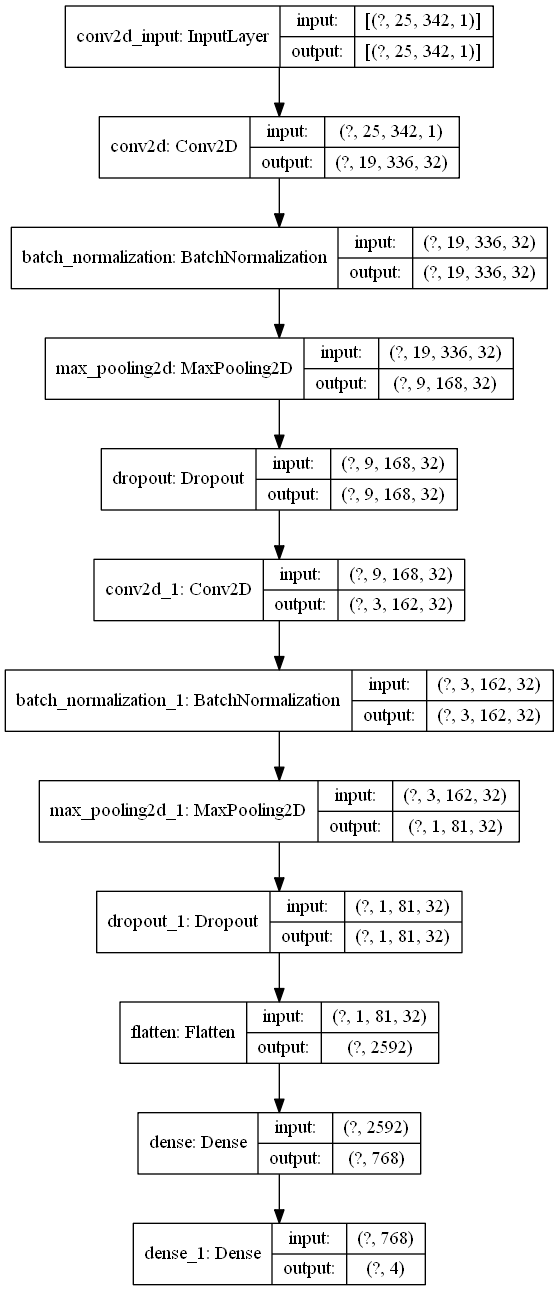 conv2d_input: InputLayer
input:
[(?, 25, 342, 1)]
output:
[(?, 25, 342, 1)]
conv2d: Conv2D
input:
(?, 25, 342, 1)
output:
(?, 19, 336, 32)
batch_normalization: BatchNormalization
input:
(?, 19, 336, 32)
output:
(?, 19, 336, 32)
max_pooling2d: MaxPooling2D
input:
(?, 19, 336, 32)
output:
(?, 9, 168, 32)
dropout: Dropout
input:
(?, 9, 168, 32)
output:
(?, 9, 168, 32)
conv2d_1: Conv2D
input:
(?, 9, 168, 32)
output:
(?, 3, 162, 32)
batch_normalization_1: BatchNormalization
input:
(?, 3, 162, 32)
output:
(?, 3, 162, 32)
max_pooling2d_1: MaxPooling2D
input:
(?, 3, 162, 32)
output:
(?, 1, 81, 32)
dropout_1: Dropout
input:
(?, 1, 81, 32)
output:
(?, 1, 81, 32)
flatten: Flatten
input:
(?, 1, 81, 32)
output:
(?, 2592)
dense: Dense
input:
(?, 2592)
output:
(?, 768)
dense_1: Dense
input:
(?, 768)
output:
(?, 4)